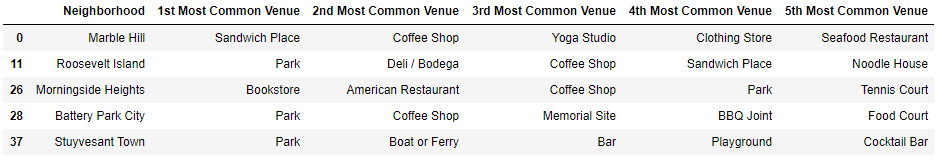 Neighborhood 1st Most Common Venue 2nd Most Common Venue 3rd Most Common Venue 4th Most Common Venue 5th Most Common Venue
0 Marble Hill Sandwich Place Coffee Shop Yoga Studio Clothing Store Seafood Restaurant
11 Roosevelt Island Park Deli / Bodega Coffee Shop Sandwich Place Noodle House
26 Morningside Heights Bookstore American Restaurant Coffee Shop Park Tennis Court
28 Battery Park City Park Coffee Shop Memorial Site BBQ Joint Food Court
37 Stuyvesant Town Park Boat or Ferry Bar Playground Cocktail Bar